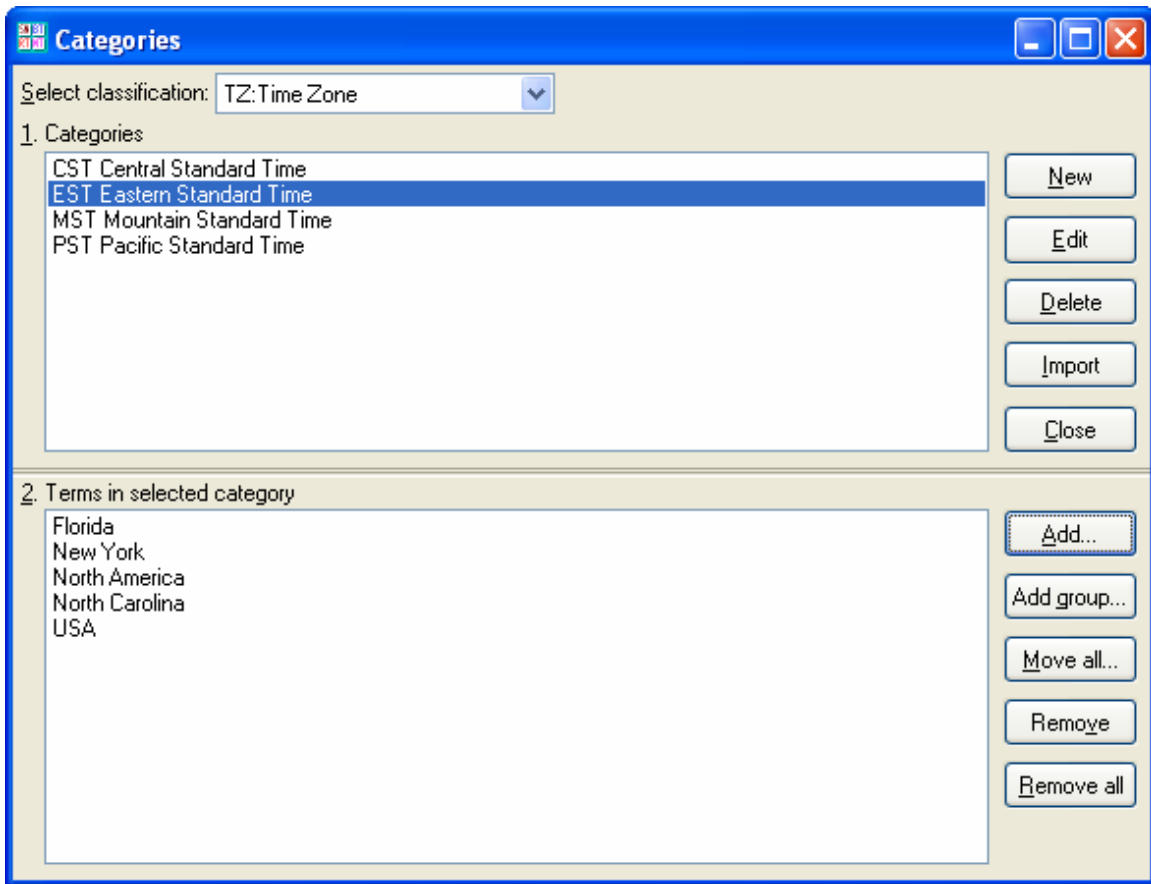 Categories
Select classification: TZ:Time Zone
1. Categories
CST Central Standard Time
EST Eastern Standard Time
MST Mountain Standard Time
PST Pacific Standard Time
New
Edit
Delete
Import
Close
2. Terms in selected category
Florida
New York
North America
North Carolina
USA
Add...
Add group...
Move all...
Remove
Remove all